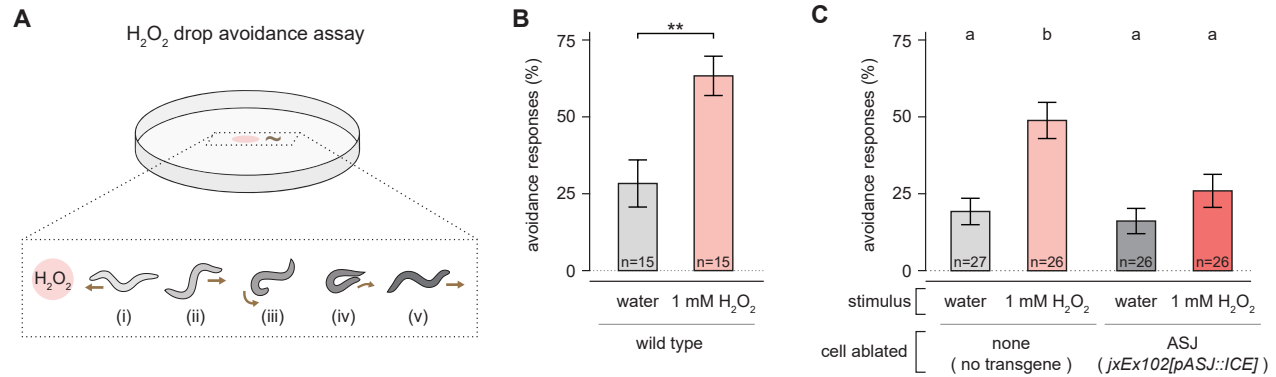 A
H₂O₂ drop avoidance assay
H₂O₂
(i)
(ii)
(iii)
(iv)
(v)
B
avoidance responses (%)
75
50
25
0
**
n=15
n=15
water
1 mM H₂O₂
wild type
C
avoidance responses (%)
75
50
25
0
a
b
a
a
n=27
n=26
n=26
n=26
stimulus
water
1 mM H₂O₂
water
1 mM H₂O₂
cell ablated
none
( no transgene )
ASJ
( jxEx102[pASJ::ICE] )